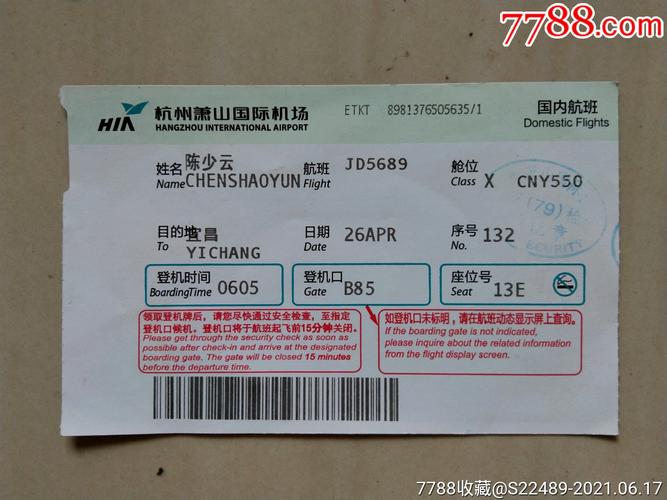 7788.com
HIA 杭州萧山国际机场 ETKT 8981376505635/1 国内航班
HANGZHOU INTERNATIONAL AIRPORT Domestic Flights
姓名 陈少云 航班 JD5689 舱位
Name CHENSHAOYUN Flight Class X CNY550
(79)
目的地 宜昌 日期 26APR 序号 132
To YICHANG Date No.
ECURITY
登机时间 0605 登机口 B85 座位号 13E
BoardingTime Gate Seat
领取登机牌后，请您尽快通过安全检查，至指定
登机口候机。登机口将于航班起飞前15分钟关闭。
Please get through the security check as soon as
possible after check-in and arrive at the designated
boarding gate. The gate will be closed 15 minutes
before the departure time.
如登机口未标明，请在航班动态显示屏上查询。
If the boarding gate is not indicated,
please inquire about the related information
from the flight display screen.
7788收藏@S22489-2021.06.17